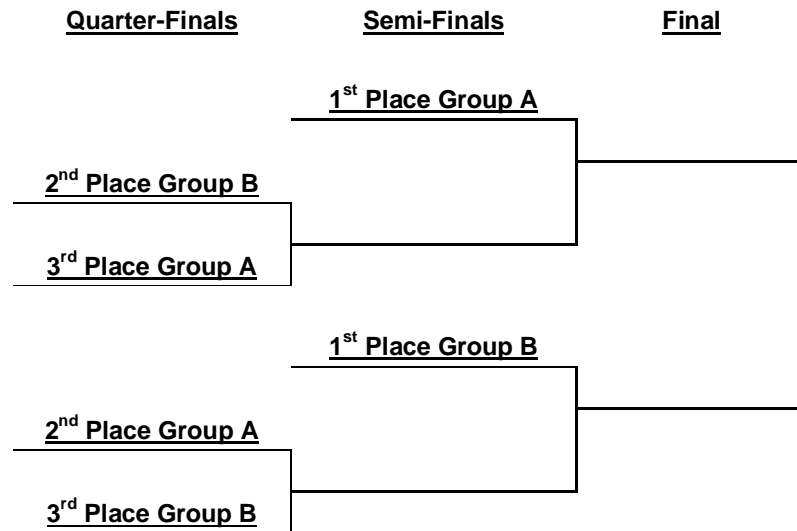 Quarter-Finals Semi-Finals Final
1st Place Group A
2nd Place Group B
3rd Place Group A
1st Place Group B
2nd Place Group A
3rd Place Group B